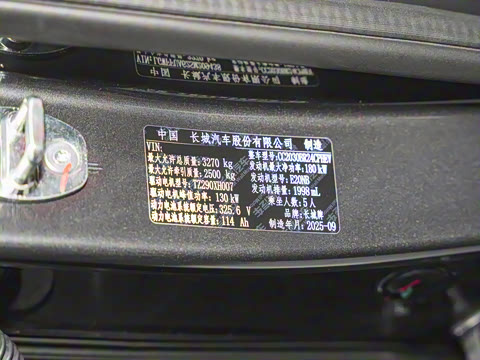 中国 长城汽车股份有限公司 制造
VIN:
整车型号:CC2030BR24CPHEV
最大允许总质量:3270 kg 发动机最大净功率:180 kW
最大允许牵引质量:2500 kg 发动机型号:E20NB
驱动电机型号:TZ290XH007 发动机排量:1998 mL
驱动电机峰值功率:130 kW 乘坐人数:5人
动力电池系统额定电压:325.6 V 品牌:长城牌
动力电池系统额定容量:114 Ah 制造年月:2025-09